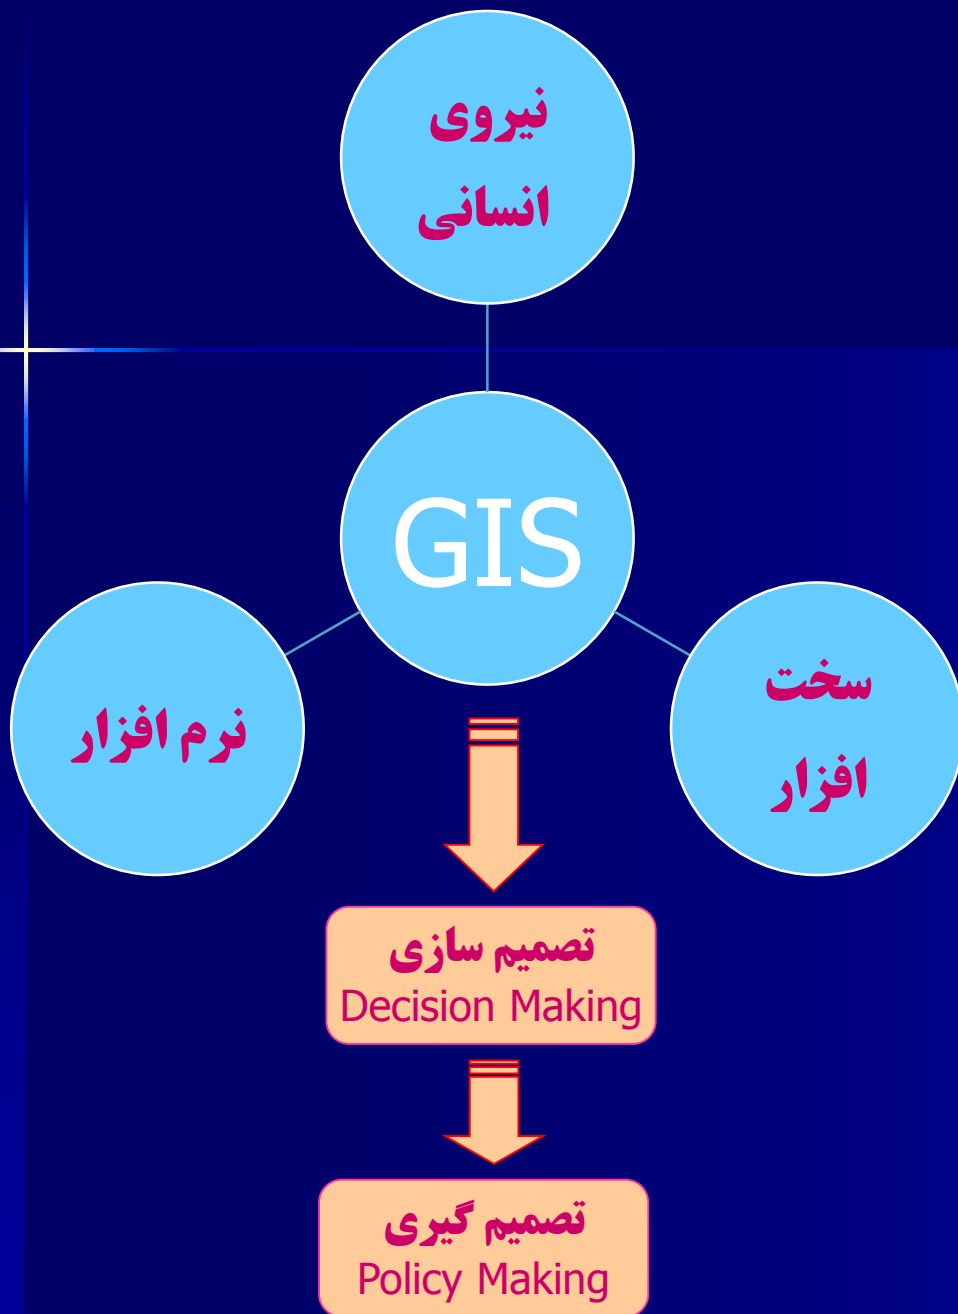 نیروی
انسانی
GIS
سخت
افزار
نرم افزار
تصمیم سازی
Decision Making
تصمیم گیری
Policy Making